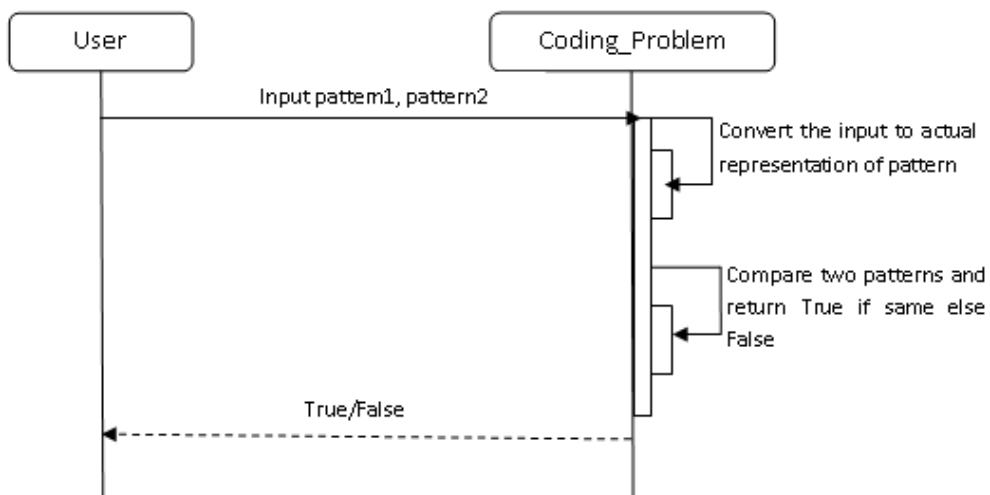 User
Coding_Problem
Input pattern1, pattern2
Convert the input to actual
representation of pattern
Compare two patterns and
return True if same else
False
True/False